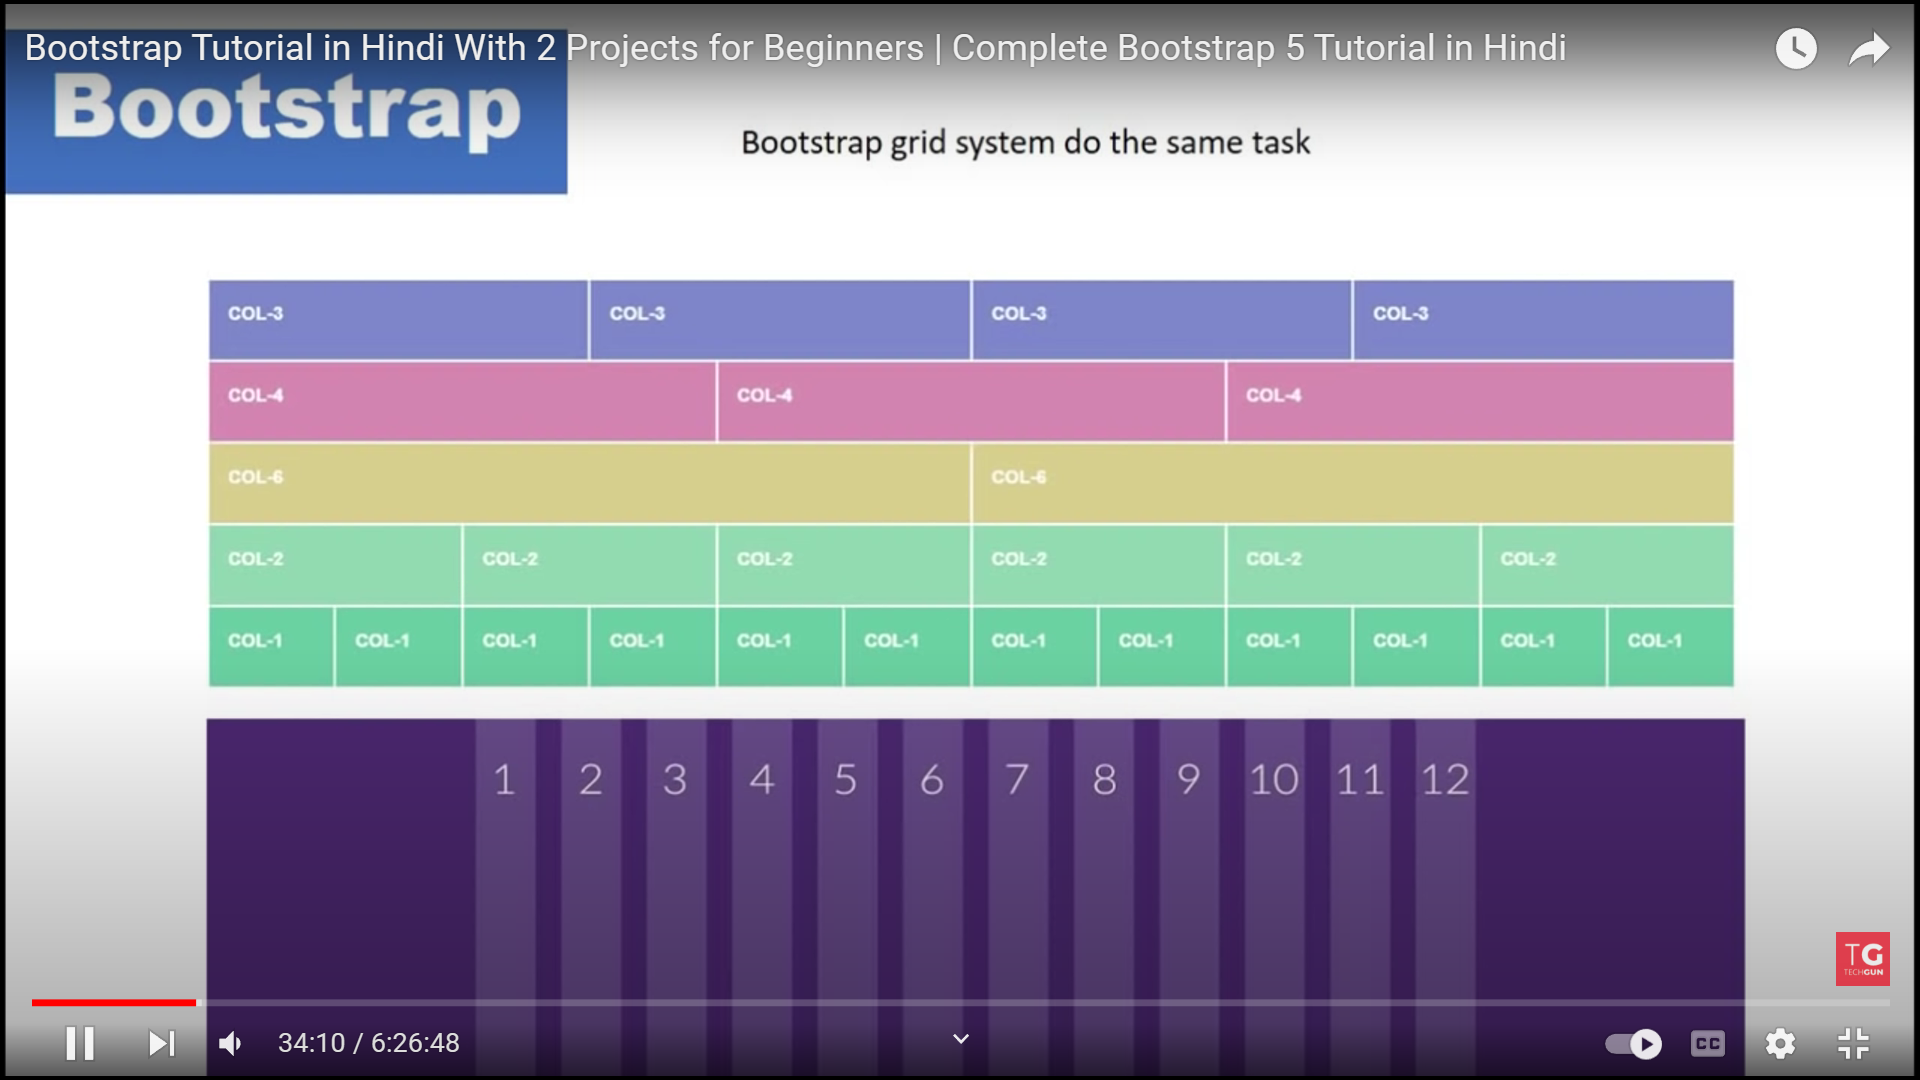 Bootstrap Tutorial in Hindi With 2 Projects for Beginners | Complete Bootstrap 5 Tutorial in Hindi
Bootstrap
Bootstrap grid system do the same task
COL-3 COL-3 COL-3 COL-3
COL-4 COL-4 COL-4
COL-6 COL-6
COL-2 COL-2 COL-2 COL-2 COL-2 COL-2
COL-1 COL-1 COL-1 COL-1 COL-1 COL-1 COL-1 COL-1 COL-1 COL-1 COL-1 COL-1
1 2 3 4 5 6 7 8 9 10 11 12
TG
TECHGUN
34:10 / 6:26:48
CC